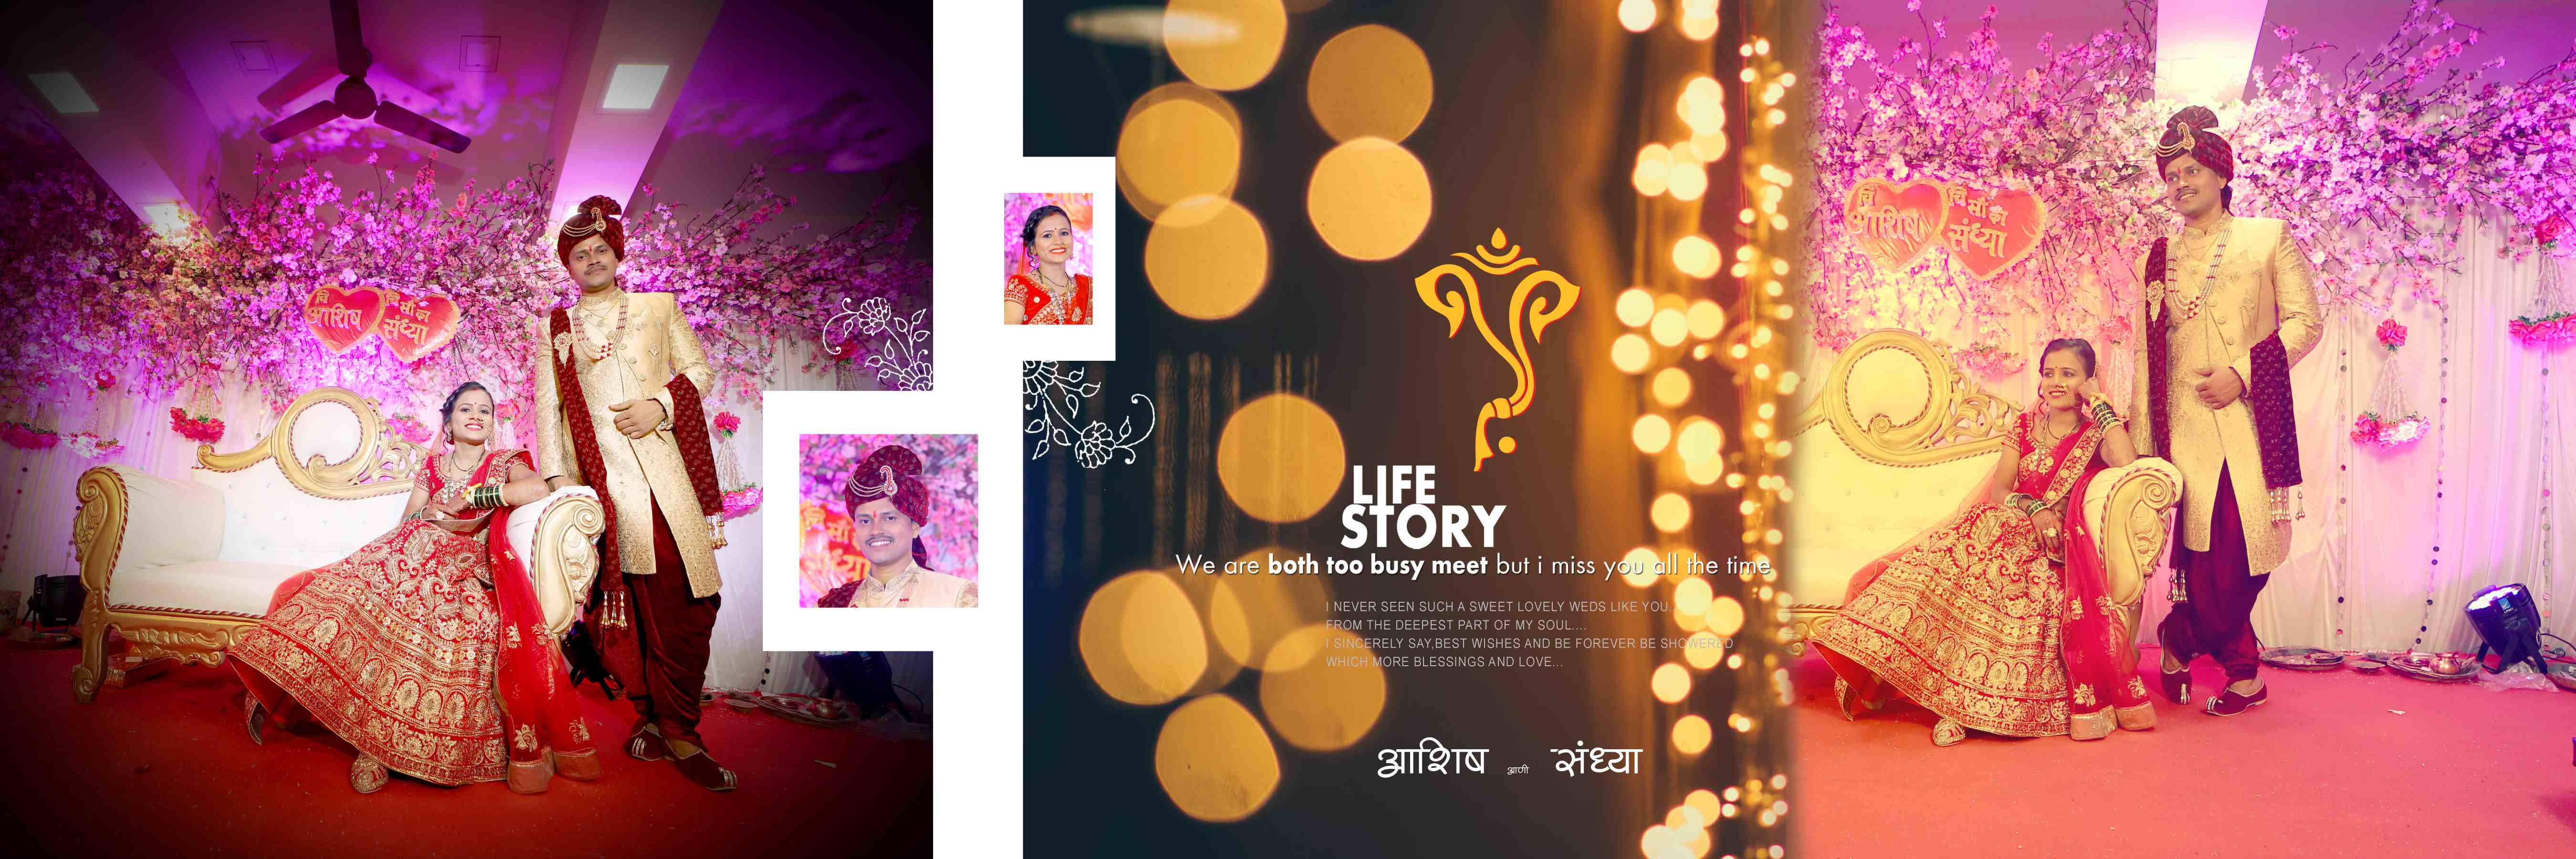 चि
आशिष
चि सौ कां
संध्या
LIFE
STORY
We are both too busy meet but i miss you all the time
I NEVER SEEN SUCH A SWEET LOVELY WEDS LIKE YOU..
FROM THE DEEPEST PART OF MY SOUL....
I SINCERELY SAY,BEST WISHES AND BE FOREVER BE SHOWERED
WHICH MORE BLESSINGS AND LOVE...
आशिष आणी संध्या
चि
आशिष
चि सौ कां
संध्या